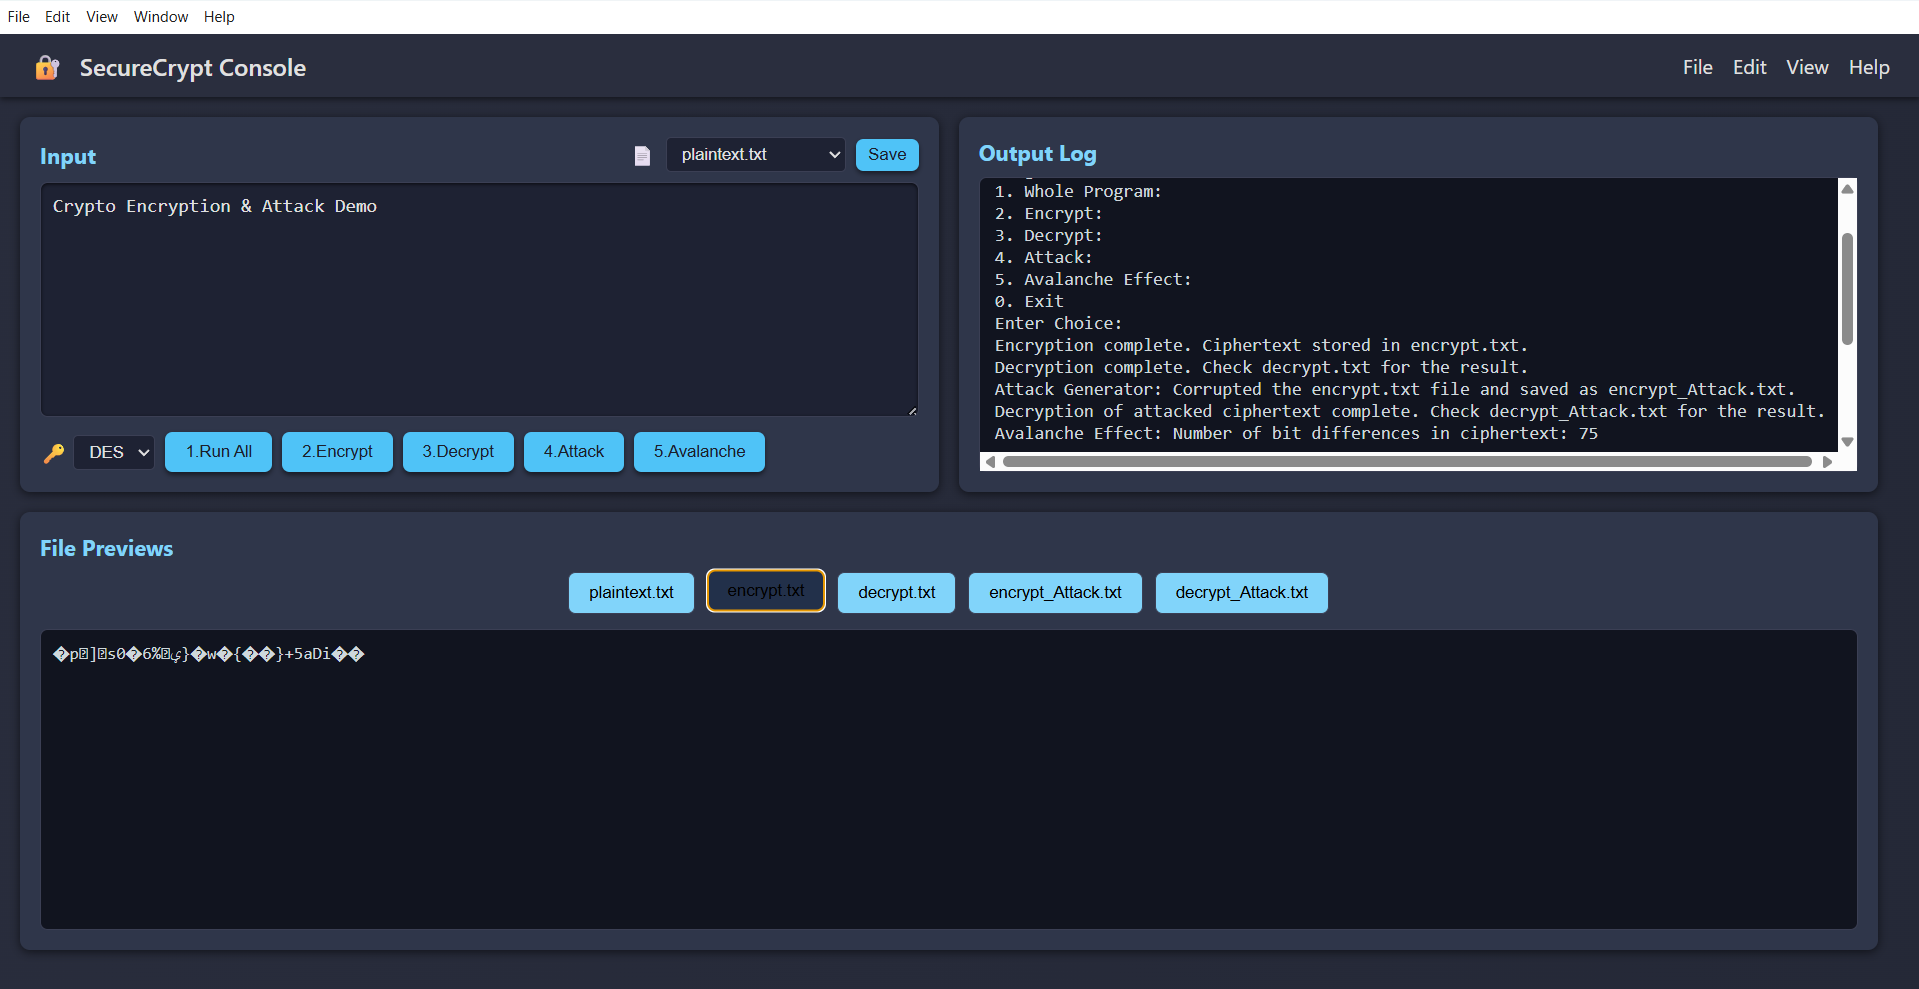 File Edit View Window Help
SecureCrypt Console
File Edit View Help
Input
plaintext.txt
Save
Crypto Encryption & Attack Demo
DES
1.Run All
2.Encrypt
3.Decrypt
4.Attack
5.Avalanche
Output Log
1. Whole Program:
2. Encrypt:
3. Decrypt:
4. Attack:
5. Avalanche Effect:
0. Exit
Enter Choice:
Encryption complete. Ciphertext stored in encrypt.txt.
Decryption complete. Check decrypt.txt for the result.
Attack Generator: Corrupted the encrypt.txt file and saved as encrypt_Attack.txt.
Decryption of attacked ciphertext complete. Check decrypt_Attack.txt for the result.
Avalanche Effect: Number of bit differences in ciphertext: 75
File Previews
plaintext.txt
encrypt.txt
decrypt.txt
encrypt_Attack.txt
decrypt_Attack.txt